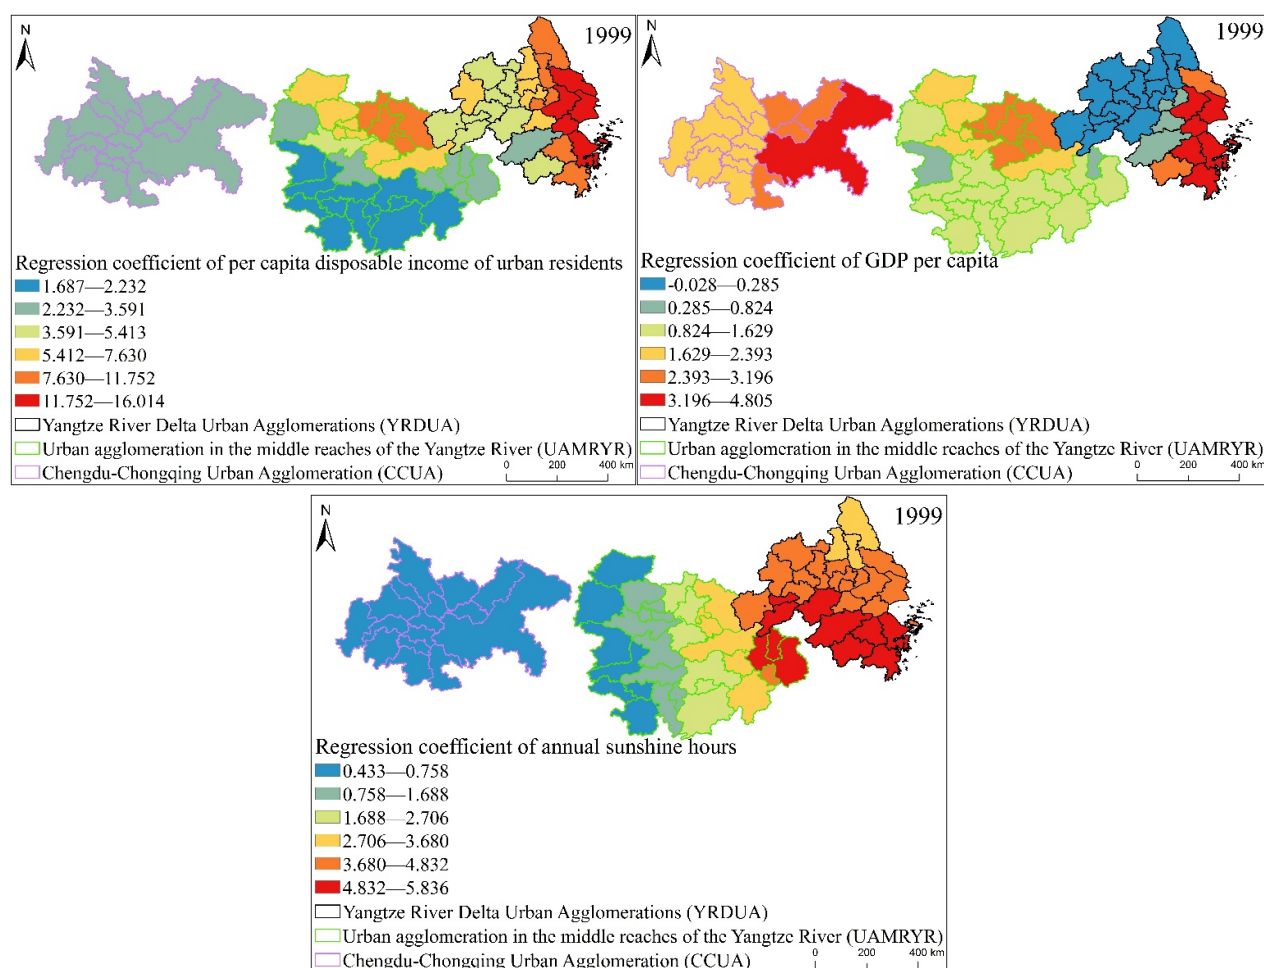 N
1999
Regression coefficient of per capita disposable income of urban residents
1.687—2.232
2.232—3.591
3.591—5.413
5.412—7.630
7.630—11.752
11.752—16.014
Yangtze River Delta Urban Agglomerations (YRDUA)
Urban agglomeration in the middle reaches of the Yangtze River (UAMRYR)
Chengdu-Chongqing Urban Agglomeration (CCUA)
0 200 400 km
N
1999
Regression coefficient of GDP per capita
-0.028—0.285
0.285—0.824
0.824—1.629
1.629—2.393
2.393—3.196
3.196—4.805
Yangtze River Delta Urban Agglomerations (YRDUA)
Urban agglomeration in the middle reaches of the Yangtze River (UAMRYR)
Chengdu-Chongqing Urban Agglomeration (CCUA)
0 200 400 km
N
1999
Regression coefficient of annual sunshine hours
0.433—0.758
0.758—1.688
1.688—2.706
2.706—3.680
3.680—4.832
4.832—5.836
Yangtze River Delta Urban Agglomerations (YRDUA)
Urban agglomeration in the middle reaches of the Yangtze River (UAMRYR)
Chengdu-Chongqing Urban Agglomeration (CCUA)
0 200 400 km